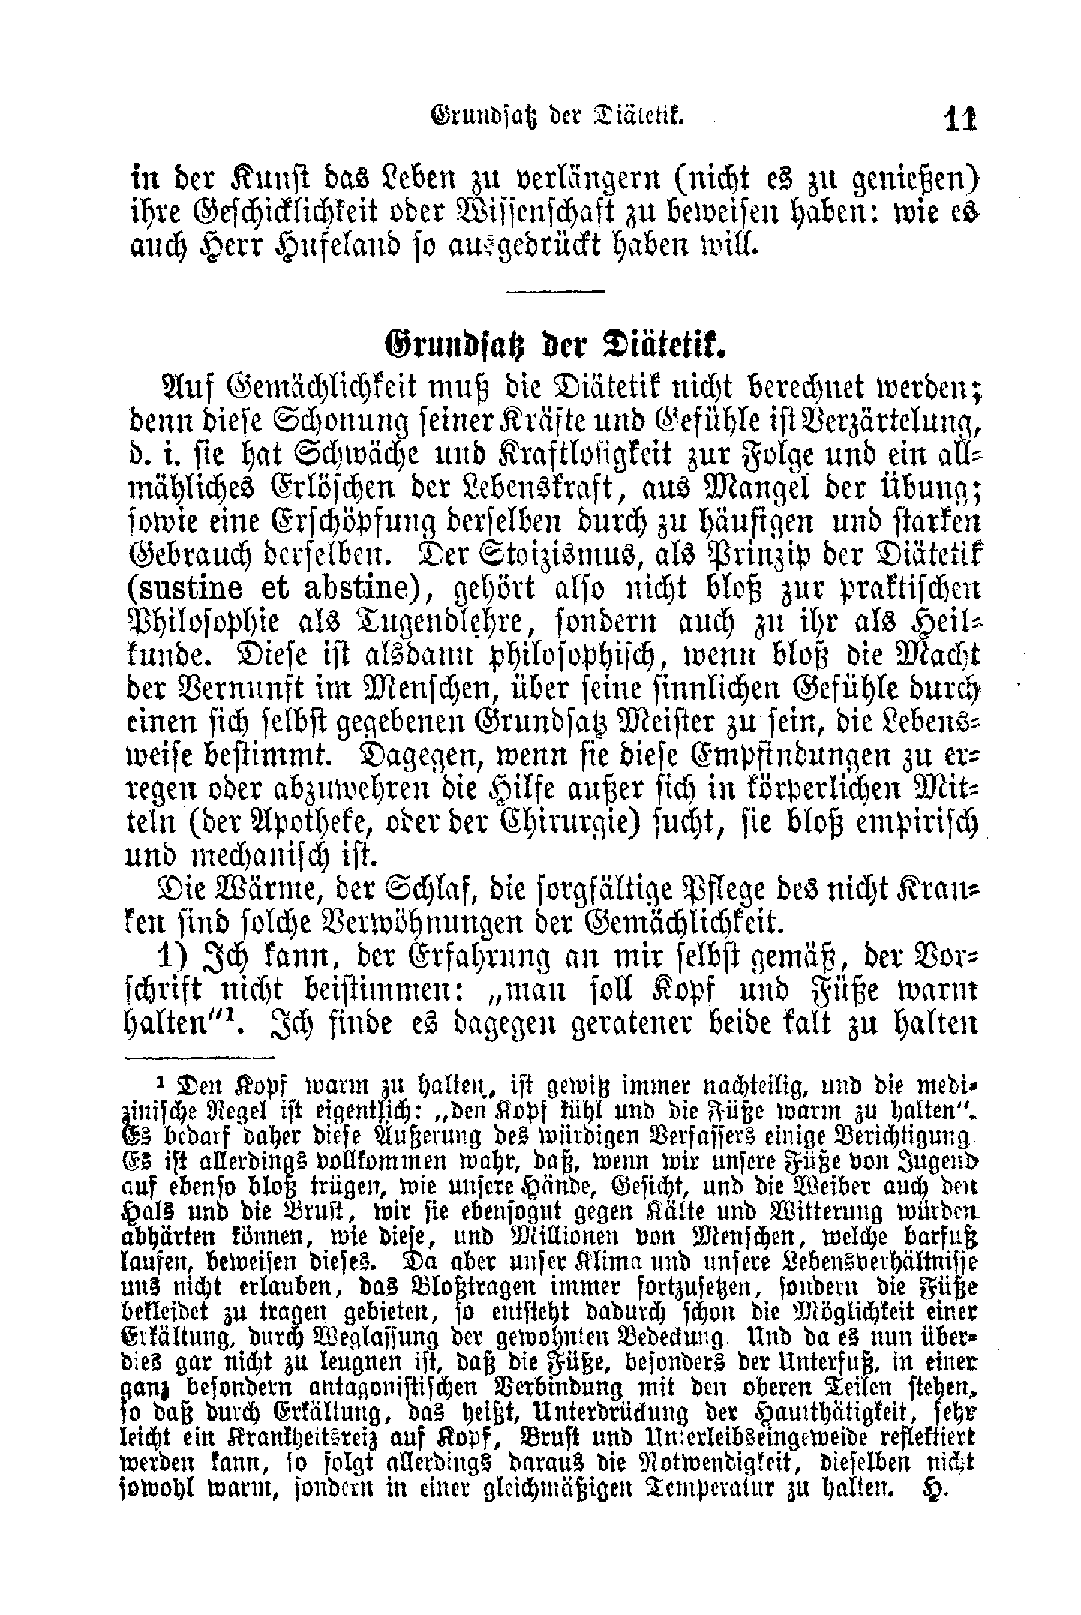 Grundsatz der Diätetik. 11
in der Kunst das Leben zu verlängern (nicht es zu genießen)
ihre Geschicklichkeit oder Wissenschaft zu beweisen haben: wie es
auch Herr Hufeland so ausgedrückt haben will.
Grundsatz der Diätetik.
Auf Gemächlichkeit muß die Diätetik nicht berechnet werden;
denn diese Schonung seiner Kräfte und Gefühle ist Verzärtelung,
d. i. sie hat Schwäche und Kraftlosigkeit zur Folge und ein all-
mähliches Erlöschen der Lebenskraft, aus Mangel der Übung;
sowie eine Erschöpfung derselben durch zu häufigen und starken
Gebrauch derselben. Der Stoizismus, als Prinzip der Diätetik
(sustine et abstine), gehört also nicht bloß zur praktischen
Philosophie als Tugendlehre, sondern auch zu ihr als Heil-
kunde. Diese ist alsdann philosophisch, wenn bloß die Macht
der Vernunft im Menschen, über seine sinnlichen Gefühle durch
einen sich selbst gegebenen Grundsatz Meister zu sein, die Lebens-
weise bestimmt. Dagegen, wenn sie diese Empfindungen zu er-
regen oder abzuwehren die Hilfe außer sich in körperlichen Mit-
teln (der Apotheke, oder der Chirurgie) sucht, sie bloß empirisch
und mechanisch ist.
Die Wärme, der Schlaf, die sorgfältige Pflege des nicht Kran-
ken sind solche Verwöhnungen der Gemächlichkeit.
1) Ich kann, der Erfahrung an mir selbst gemäß, der Vor-
schrift nicht beistimmen: „man soll Kopf und Füße warm
halten“¹. Ich finde es dagegen geratener beide kalt zu halten
¹ Den Kopf warm zu halten, ist gewiß immer nachteilig, und die medi-
zinische Regel ist eigentlich: „den Kopf kühl und die Füße warm zu halten“.
Es bedarf daher diese Äußerung des würdigen Verfassers einige Berichtigung
Es ist allerdings vollkommen wahr, daß, wenn wir unsere Füße von Jugend
auf ebenso bloß trügen, wie unsere Hände, Gesicht, und die Weiber auch den
Hals und die Brust, wir sie ebensogut gegen Kälte und Witterung würden
abhärten können, wie diese, und Millionen von Menschen, welche barfuß
laufen, beweisen dieses. Da aber unser Klima und unsere Lebensverhältnisse
uns nicht erlauben, das Bloßtragen immer fortzusetzen, sondern die Füße
bekleidet zu tragen gebieten, so entsteht dadurch schon die Möglichkeit einer
Erkältung, durch Weglassung der gewohnten Bedeckung. Und da es nun über-
dies gar nicht zu leugnen ist, daß die Füße, besonders der Unterfuß, in einer
ganz besondern antagonistischen Verbindung mit den oberen Teilen stehen,
so daß durch Erkältung, das heißt, Unterdrückung der Hautthätigkeit, sehr
leicht ein Krankheitsreiz auf Kopf, Brust und Unterleibseingeweide reflektiert
werden kann, so folgt allerdings daraus die Notwendigkeit, dieselben nicht
sowohl warm, sondern in einer gleichmäßigen Temperatur zu halten. H.